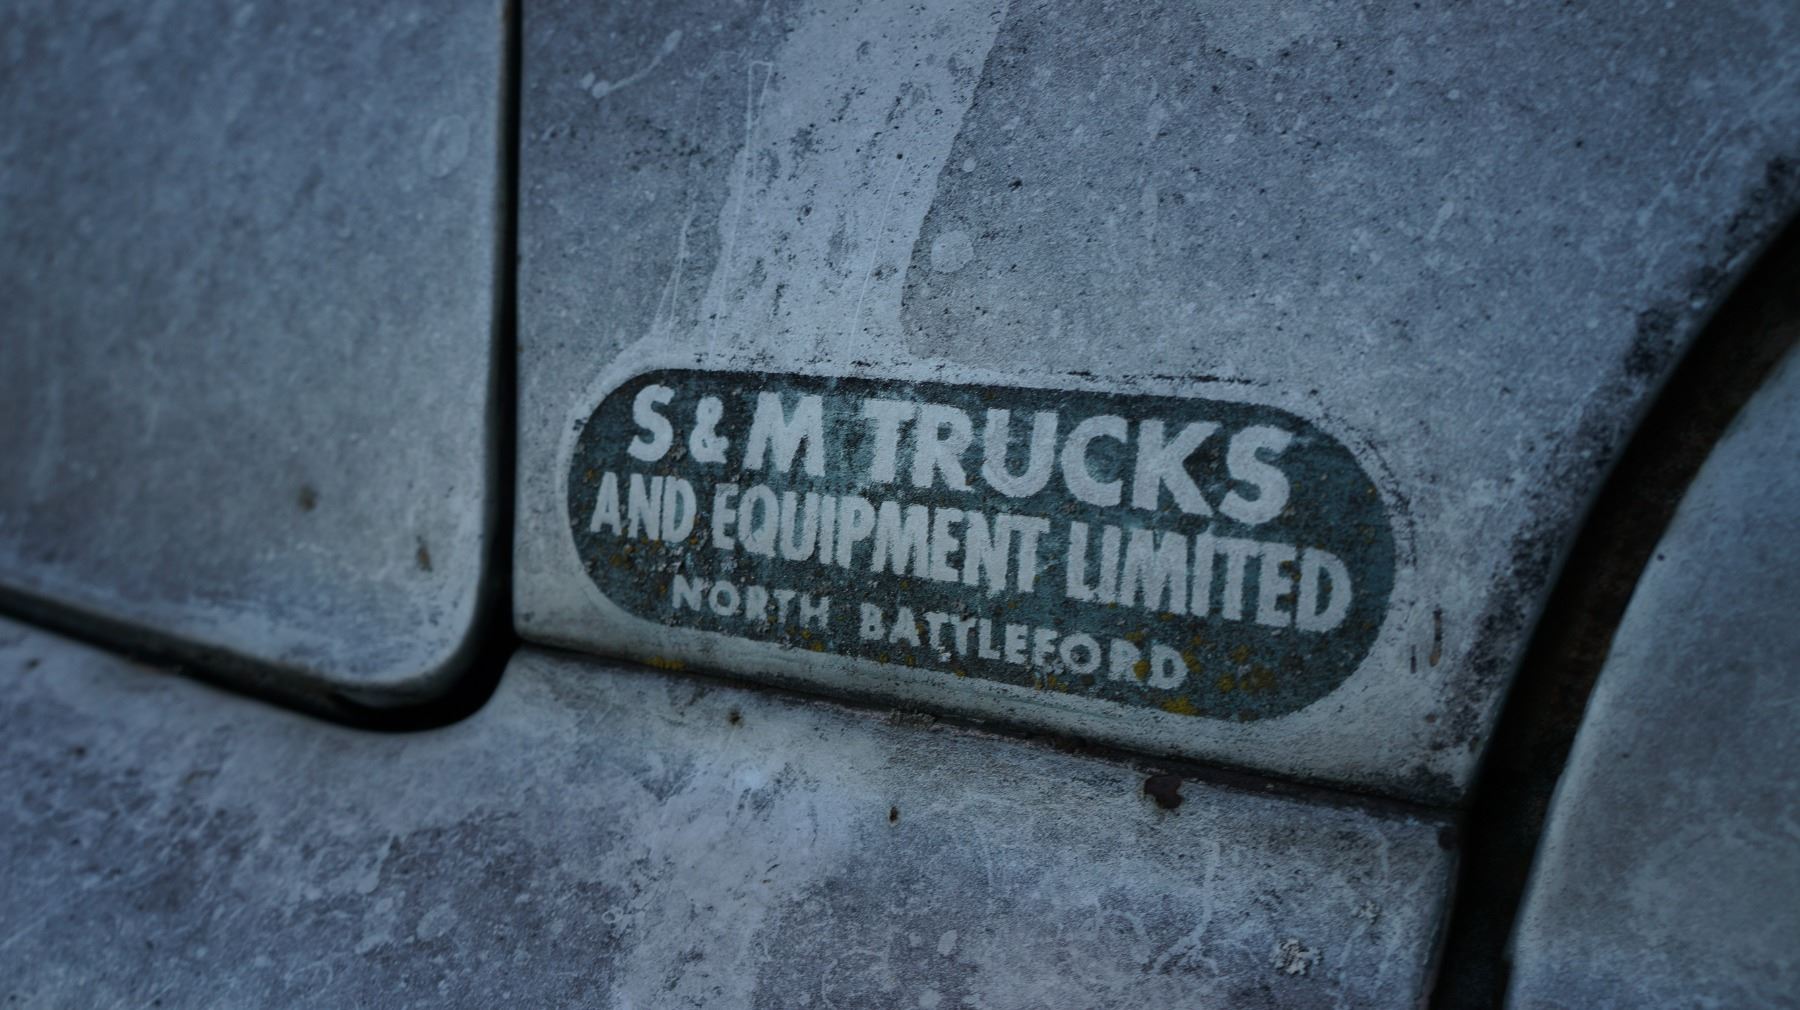 S & M TRUCKS
AND EQUIPMENT LIMITED
NORTH BATTLEFORD